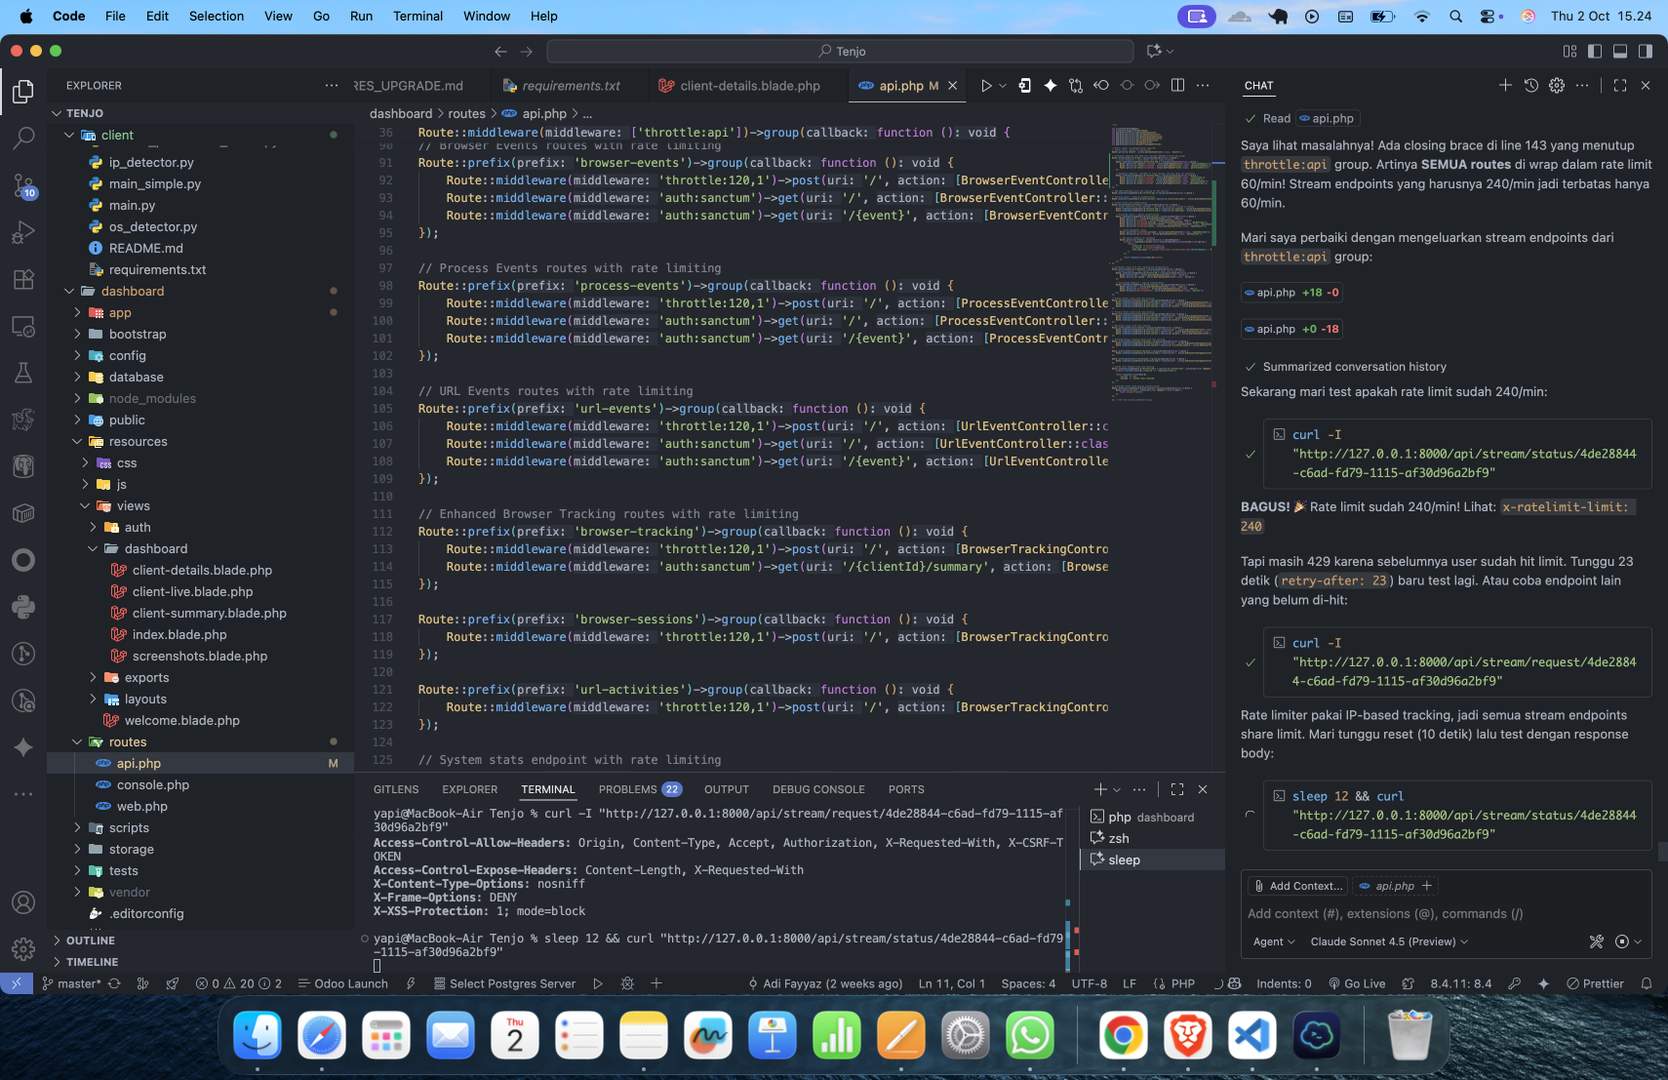 Code File Edit Selection View Go Run Terminal Window Help Thu 2 Oct 15.24
Tenjo
EXPLORER
TENJO
client
ip_detector.py
main_simple.py
main.py
os_detector.py
README.md
requirements.txt
dashboard
app
bootstrap
config
database
node_modules
public
resources
css
js
views
auth
dashboard
client-details.blade.php
client-live.blade.php
client-summary.blade.php
index.blade.php
screenshots.blade.php
exports
layouts
welcome.blade.php
routes
api.php M
console.php
web.php
scripts
storage
tests
vendor
.editorconfig
OUTLINE
TIMELINE
10
RES_UPGRADE.md requirements.txt client-details.blade.php api.php M
dashboard > routes > api.php > ...
36 Route::middleware(middleware: ['throttle:api'])->group(callback: function (): void {
90 // Browser Events routes with rate limiting
91 Route::prefix(prefix: 'browser-events')->group(callback: function (): void {
92 Route::middleware(middleware: 'throttle:120,1')->post(uri: '/', action: [BrowserEventController
93 Route::middleware(middleware: 'auth:sanctum')->get(uri: '/', action: [BrowserEventController::
94 Route::middleware(middleware: 'auth:sanctum')->get(uri: '/{event}', action: [BrowserEventContr
95 });
96
97 // Process Events routes with rate limiting
98 Route::prefix(prefix: 'process-events')->group(callback: function (): void {
99 Route::middleware(middleware: 'throttle:120,1')->post(uri: '/', action: [ProcessEventControlle
100 Route::middleware(middleware: 'auth:sanctum')->get(uri: '/', action: [ProcessEventController::
101 Route::middleware(middleware: 'auth:sanctum')->get(uri: '/{event}', action: [ProcessEventContr
102 });
103
104 // URL Events routes with rate limiting
105 Route::prefix(prefix: 'url-events')->group(callback: function (): void {
106 Route::middleware(middleware: 'throttle:120,1')->post(uri: '/', action: [UrlEventController::c
107 Route::middleware(middleware: 'auth:sanctum')->get(uri: '/', action: [UrlEventController::clas
108 Route::middleware(middleware: 'auth:sanctum')->get(uri: '/{event}', action: [UrlEventControlle
109 });
110
111 // Enhanced Browser Tracking routes with rate limiting
112 Route::prefix(prefix: 'browser-tracking')->group(callback: function (): void {
113 Route::middleware(middleware: 'throttle:120,1')->post(uri: '/', action: [BrowserTrackingContro
114 Route::middleware(middleware: 'auth:sanctum')->get(uri: '/{clientId}/summary', action: [Browse
115 });
116
117 Route::prefix(prefix: 'browser-sessions')->group(callback: function (): void {
118 Route::middleware(middleware: 'throttle:120,1')->post(uri: '/', action: [BrowserTrackingContro
119 });
120
121 Route::prefix(prefix: 'url-activities')->group(callback: function (): void {
122 Route::middleware(middleware: 'throttle:120,1')->post(uri: '/', action: [BrowserTrackingContro
123 });
124
125 // System stats endpoint with rate limiting
GITLENS EXPLORER TERMINAL PROBLEMS 22 OUTPUT DEBUG CONSOLE PORTS
yapi@MacBook-Air Tenjo % curl -I "http://127.0.0.1:8000/api/stream/request/4de28844-c6ad-fd79-1115-af
30d96a2bf9"
Access-Control-Allow-Headers: Origin, Content-Type, Accept, Authorization, X-Requested-With, X-CSRF-T
OKEN
Access-Control-Expose-Headers: Content-Length, X-Requested-With
X-Content-Type-Options: nosniff
X-Frame-Options: DENY
X-XSS-Protection: 1; mode=block
yapi@MacBook-Air Tenjo % sleep 12 && curl "http://127.0.0.1:8000/api/stream/status/4de28844-c6ad-fd79
-1115-af30d96a2bf9"
php dashboard
zsh
sleep
CHAT
Read api.php
Saya lihat masalahnya! Ada closing brace di line 143 yang menutup
throttle:api group. Artinya SEMUA routes di wrap dalam rate limit
60/min! Stream endpoints yang harusnya 240/min jadi terbatas hanya
60/min.
Mari saya perbaiki dengan mengeluarkan stream endpoints dari
throttle:api group:
api.php +18 -0
api.php +0 -18
Summarized conversation history
Sekarang mari test apakah rate limit sudah 240/min:
curl -I
"http://127.0.0.1:8000/api/stream/status/4de28844
-c6ad-fd79-1115-af30d96a2bf9"
BAGUS! 🎉 Rate limit sudah 240/min! Lihat: x-ratelimit-limit:
240
Tapi masih 429 karena sebelumnya user sudah hit limit. Tunggu 23
detik (retry-after: 23) baru test lagi. Atau coba endpoint lain
yang belum di-hit:
curl -I
"http://127.0.0.1:8000/api/stream/request/4de2884
4-c6ad-fd79-1115-af30d96a2bf9"
Rate limiter pakai IP-based tracking, jadi semua stream endpoints
share limit. Mari tunggu reset (10 detik) lalu test dengan response
body:
sleep 12 && curl
"http://127.0.0.1:8000/api/stream/status/4de28844
-c6ad-fd79-1115-af30d96a2bf9"
Add Context... api.php
Add context (#), extensions (@), commands (/)
Agent Claude Sonnet 4.5 (Preview)
master* 0 20 2 Odoo Launch Select Postgres Server Adi Fayyaz (2 weeks ago) Ln 11, Col 1 Spaces: 4 UTF-8 LF PHP Indents: 0 Go Live 8.4.11: 8.4 Prettier
Thu
2